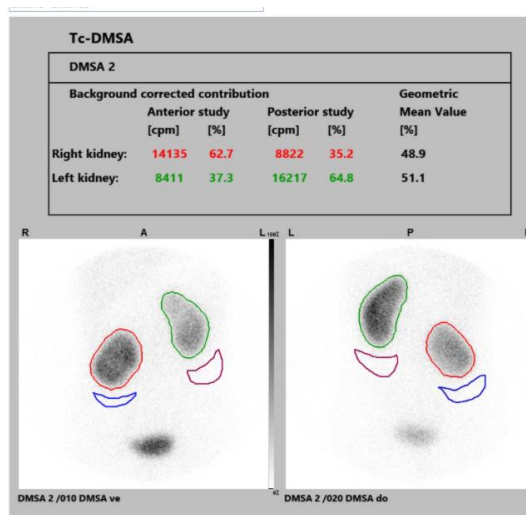 Tc-DMSA
DMSA 2
Background corrected contribution Geometric
Anterior study Posterior study Mean Value
[cpm] [%] [cpm] [%] [%]
Right kidney: 14135 62.7 8822 35.2 48.9
Left kidney: 8411 37.3 16217 64.8 51.1
R A L 100% L P
DMSA 2 /010 DMSA ve DMSA 2 /020 DMSA do